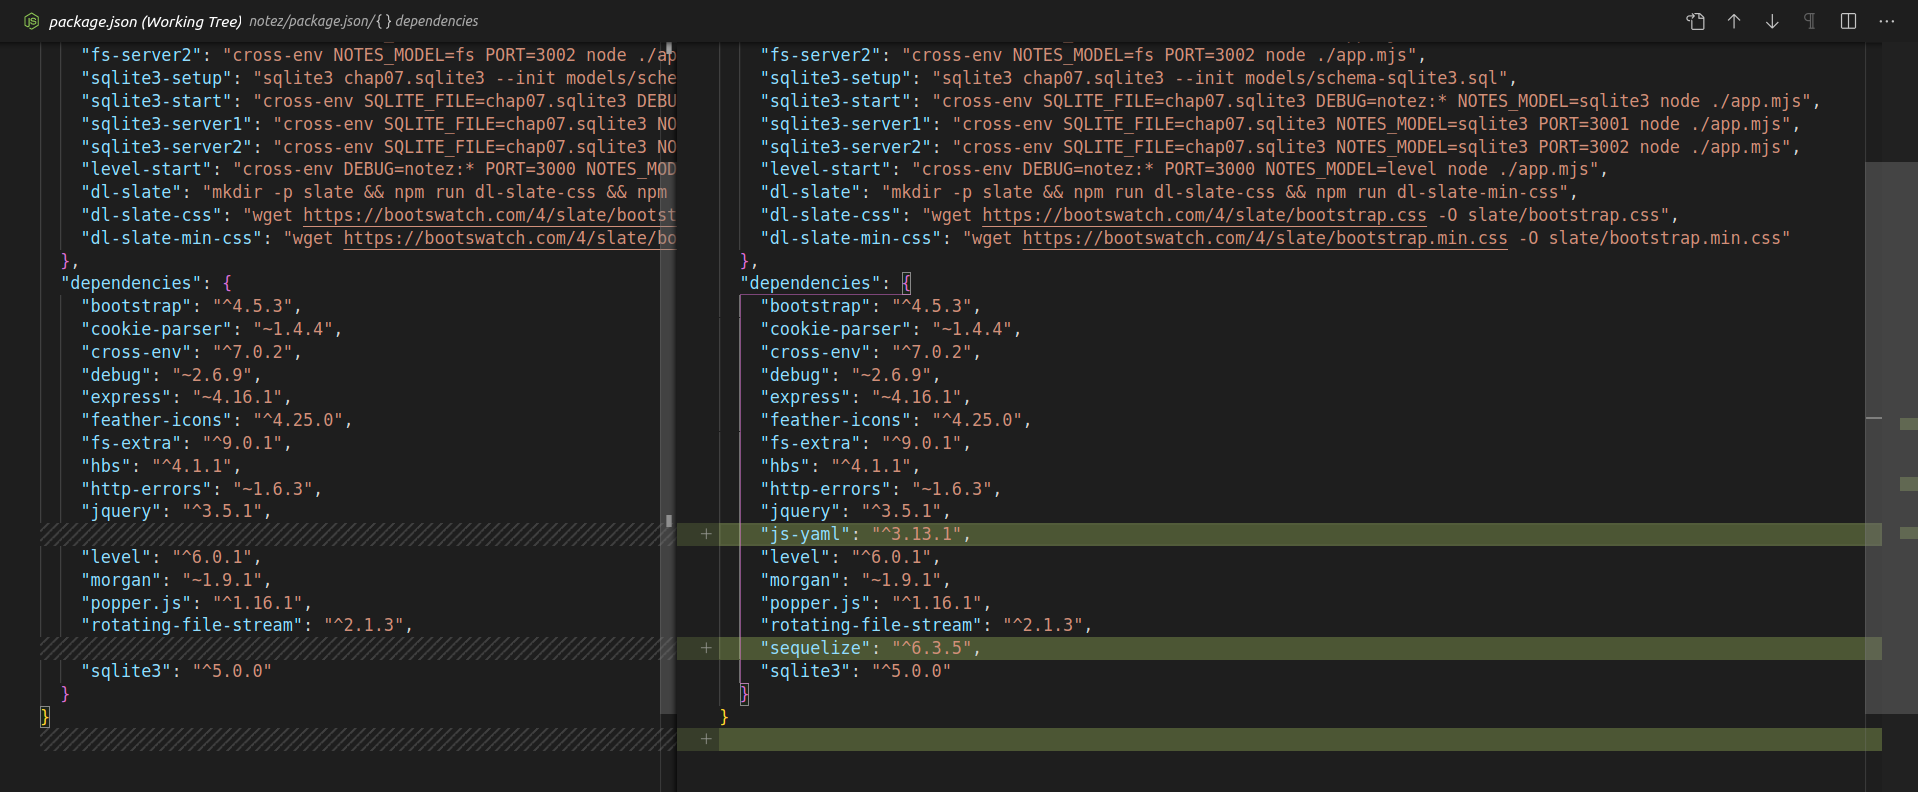 package.json (Working Tree) notez/package.json/{ } dependencies
"fs-server2": "cross-env NOTES_MODEL=fs PORT=3002 node ./ap
"sqlite3-setup": "sqlite3 chap07.sqlite3 --init models/sche
"sqlite3-start": "cross-env SQLITE_FILE=chap07.sqlite3 DEBU
"sqlite3-server1": "cross-env SQLITE_FILE=chap07.sqlite3 NO
"sqlite3-server2": "cross-env SQLITE_FILE=chap07.sqlite3 NO
"level-start": "cross-env DEBUG=notez:* PORT=3000 NOTES_MOD
"dl-slate": "mkdir -p slate && npm run dl-slate-css && npm
"dl-slate-css": "wget https://bootswatch.com/4/slate/bootst
"dl-slate-min-css": "wget https://bootswatch.com/4/slate/bo
},
"dependencies": {
"bootstrap": "^4.5.3",
"cookie-parser": "~1.4.4",
"cross-env": "^7.0.2",
"debug": "~2.6.9",
"express": "~4.16.1",
"feather-icons": "^4.25.0",
"fs-extra": "^9.0.1",
"hbs": "^4.1.1",
"http-errors": "~1.6.3",
"jquery": "^3.5.1",
"level": "^6.0.1",
"morgan": "~1.9.1",
"popper.js": "^1.16.1",
"rotating-file-stream": "^2.1.3",
"sqlite3": "^5.0.0"
}
}
"fs-server2": "cross-env NOTES_MODEL=fs PORT=3002 node ./app.mjs",
"sqlite3-setup": "sqlite3 chap07.sqlite3 --init models/schema-sqlite3.sql",
"sqlite3-start": "cross-env SQLITE_FILE=chap07.sqlite3 DEBUG=notez:* NOTES_MODEL=sqlite3 node ./app.mjs",
"sqlite3-server1": "cross-env SQLITE_FILE=chap07.sqlite3 NOTES_MODEL=sqlite3 PORT=3001 node ./app.mjs",
"sqlite3-server2": "cross-env SQLITE_FILE=chap07.sqlite3 NOTES_MODEL=sqlite3 PORT=3002 node ./app.mjs",
"level-start": "cross-env DEBUG=notez:* PORT=3000 NOTES_MODEL=level node ./app.mjs",
"dl-slate": "mkdir -p slate && npm run dl-slate-css && npm run dl-slate-min-css",
"dl-slate-css": "wget https://bootswatch.com/4/slate/bootstrap.css -O slate/bootstrap.css",
"dl-slate-min-css": "wget https://bootswatch.com/4/slate/bootstrap.min.css -O slate/bootstrap.min.css"
},
"dependencies": {
"bootstrap": "^4.5.3",
"cookie-parser": "~1.4.4",
"cross-env": "^7.0.2",
"debug": "~2.6.9",
"express": "~4.16.1",
"feather-icons": "^4.25.0",
"fs-extra": "^9.0.1",
"hbs": "^4.1.1",
"http-errors": "~1.6.3",
"jquery": "^3.5.1",
+ "js-yaml": "^3.13.1",
"level": "^6.0.1",
"morgan": "~1.9.1",
"popper.js": "^1.16.1",
"rotating-file-stream": "^2.1.3",
+ "sequelize": "^6.3.5",
"sqlite3": "^5.0.0"
}
}
+